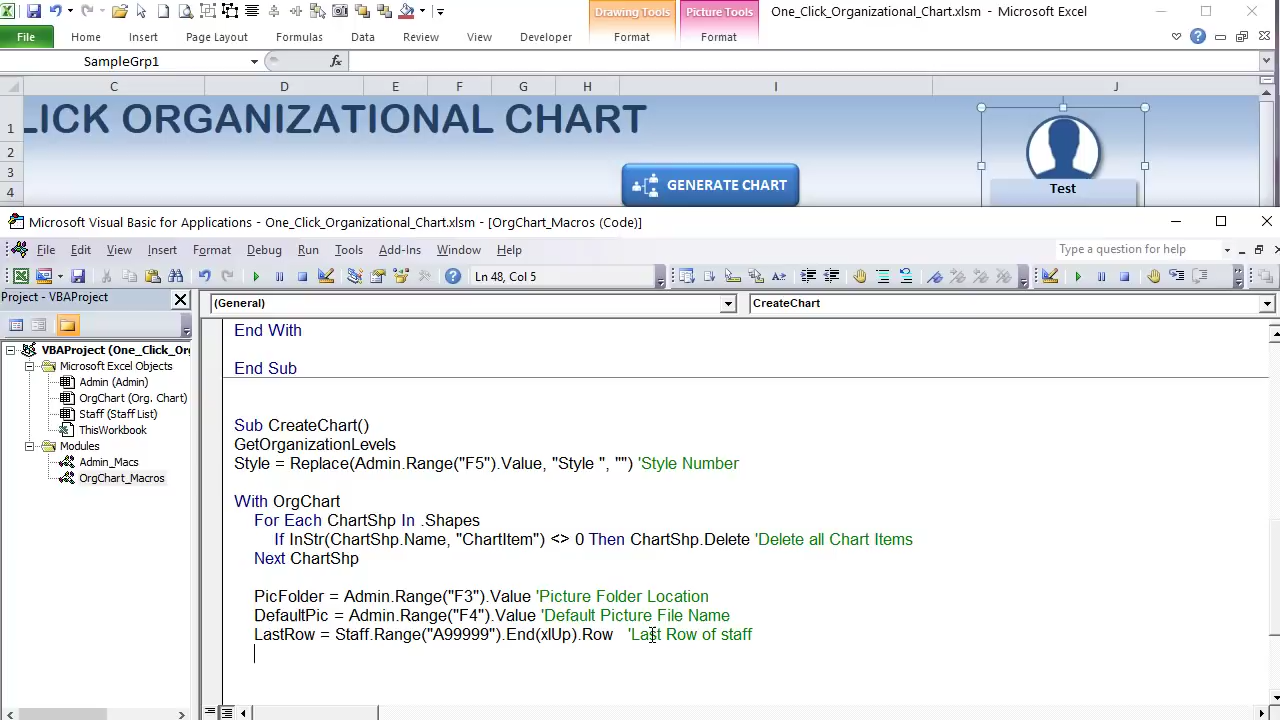 Drawing Tools
Picture Tools
One_Click_Organizational_Chart.xlsm - Microsoft Excel
File Home Insert Page Layout Formulas Data Review View Developer Format Format
SampleGrp1 fx
C D E F G H I J
1 LICK ORGANIZATIONAL CHART
2
3
4
GENERATE CHART
Test
Microsoft Visual Basic for Applications - One_Click_Organizational_Chart.xlsm - [OrgChart_Macros (Code)]
File Edit View Insert Format Debug Run Tools Add-Ins Window Help Type a question for help
Ln 48, Col 5
Project - VBAProject
(General) CreateChart
VBAProject (One_Click_Org
Microsoft Excel Objects
Admin (Admin)
OrgChart (Org. Chart)
Staff (Staff List)
ThisWorkbook
Modules
Admin_Macs
OrgChart_Macros
End With
End Sub
Sub CreateChart()
GetOrganizationLevels
Style = Replace(Admin.Range("F5").Value, "Style ", "") 'Style Number
With OrgChart
For Each ChartShp In .Shapes
If InStr(ChartShp.Name, "ChartItem") <> 0 Then ChartShp.Delete 'Delete all Chart Items
Next ChartShp
PicFolder = Admin.Range("F3").Value 'Picture Folder Location
DefaultPic = Admin.Range("F4").Value 'Default Picture File Name
LastRow = Staff.Range("A99999").End(xlUp).Row 'Last Row of staff